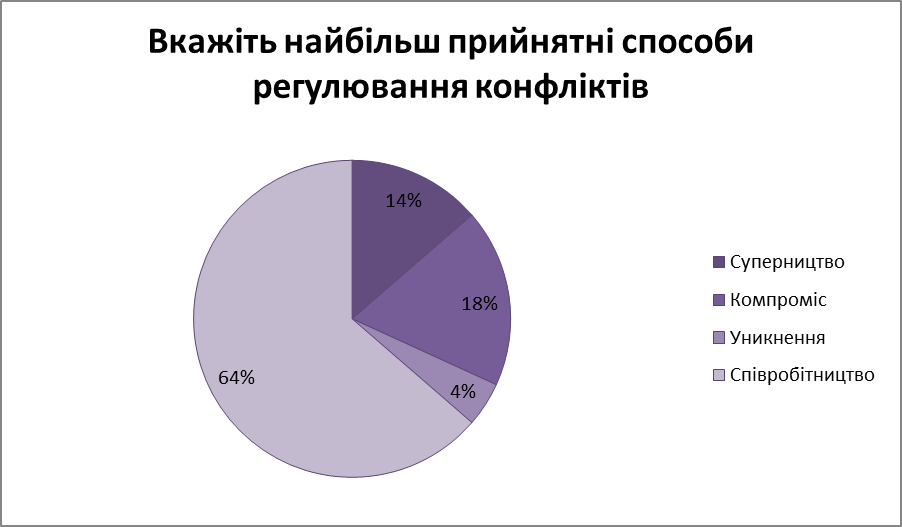 Вкажіть найбільш прийнятні способи
регулювання конфліктів
14%
18%
4%
64%
Суперництво
Компроміс
Уникнення
Співробітництво